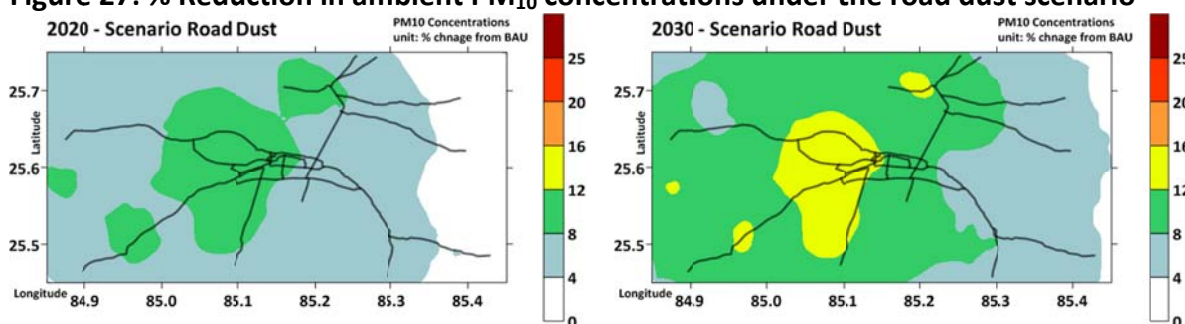 Figure 27: % Reduction in ambient PM10 concentrations under the road dust scenario
2020 - Scenario Road Dust
PM10 Concentrations
unit: % chnage from BAU
25.7
25.6
25.5
Latitude
Longitude
84.9 85.0 85.1 85.2 85.3 85.4
25
20
16
12
8
4
0
2030 - Scenario Road Dust
PM10 Concentrations
unit: % chnage from BAU
25.7
25.6
25.5
Latitude
Longitude
84.9 85.0 85.1 85.2 85.3 85.4
25
20
16
12
8
4
0